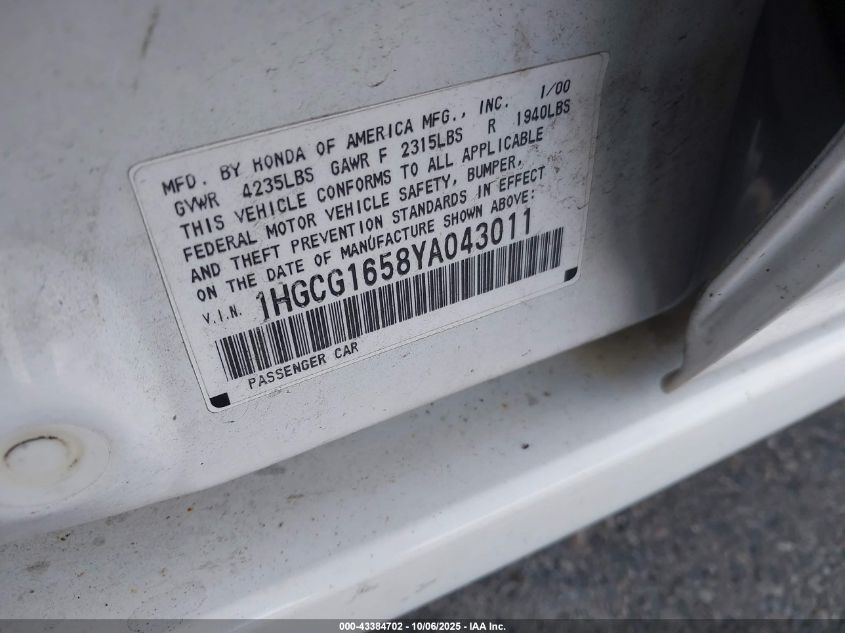 MFD. BY HONDA OF AMERICA MFG., INC. 1/00
GVWR 4235LBS GAWR F 2315LBS R 1940LBS
THIS VEHICLE CONFORMS TO ALL APPLICABLE
FEDERAL MOTOR VEHICLE SAFETY, BUMPER,
AND THEFT PREVENTION STANDARDS IN EFFECT
ON THE DATE OF MANUFACTURE SHOWN ABOVE:
V.I.N. 1HGCG1658YA043011
PASSENGER CAR
000-43384702 - 10/06/2025 - IAA Inc.